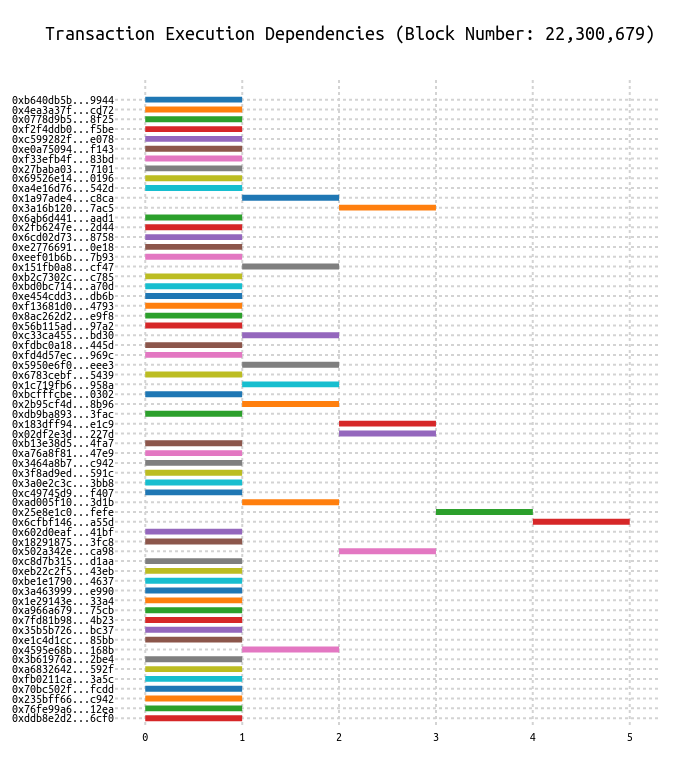 Transaction Execution Dependencies (Block Number: 22,300,679)
0xb640db5b...9944
0x4ea3a37f...cd72
0x0778d9b5...8f25
0xf2f4ddb0...f5be
0xc599282f...e078
0xe0a75094...f143
0xf33efb4f...83bd
0x27baba03...7101
0x69526e14...0196
0xa4e16d76...542d
0x1a97ade4...c8ca
0x3a16b120...7ac5
0x6ab6d441...aad1
0x2fb6247e...2d44
0x6cd02d73...8758
0xe2776691...0e18
0xeef01b6b...7b93
0x151fb0a8...cf47
0xb2c7302c...c785
0xbd0bc714...a70d
0xe454cdd3...db6b
0xf13681d0...4793
0x8ac262d2...e9f8
0x56b115ad...97a2
0xc33ca455...bd30
0xfdbc0a18...445d
0xfd4d57ec...969c
0x5950e6f0...eee3
0x6783cebf...5439
0x1c719fb6...958a
0xbcfffcbe...0302
0x2b95cf4d...8b96
0xdb9ba893...3fac
0x183dff94...e1c9
0x02df2e3d...227d
0xb13e38d5...4fa7
0xa76a8f81...47e9
0x3464a8b7...c942
0x3f8ad9ed...591c
0x3a0e2c3c...3bb8
0xc49745d9...f407
0xad005f10...3d1b
0x25e8e1c0...fefe
0x6cfbf146...a55d
0x602d0eaf...41bf
0x18291875...3fc8
0x502a342e...ca98
0xc8d7b315...d1aa
0xeb22c2f5...43eb
0xbe1e1790...4637
0x3a463999...e990
0x1e29143e...33a4
0xa966a679...75cb
0x7fd81b98...4b23
0x35b5b726...bc37
0xe1c4d1cc...85bb
0x4595e68b...168b
0x3b61976a...2be4
0xa6832642...592f
0xfb0211ca...3a5c
0x70bc502f...fcdd
0x235bff66...c942
0x76fe99a6...12ea
0xddb8e2d2...6cf0
0 1 2 3 4 5